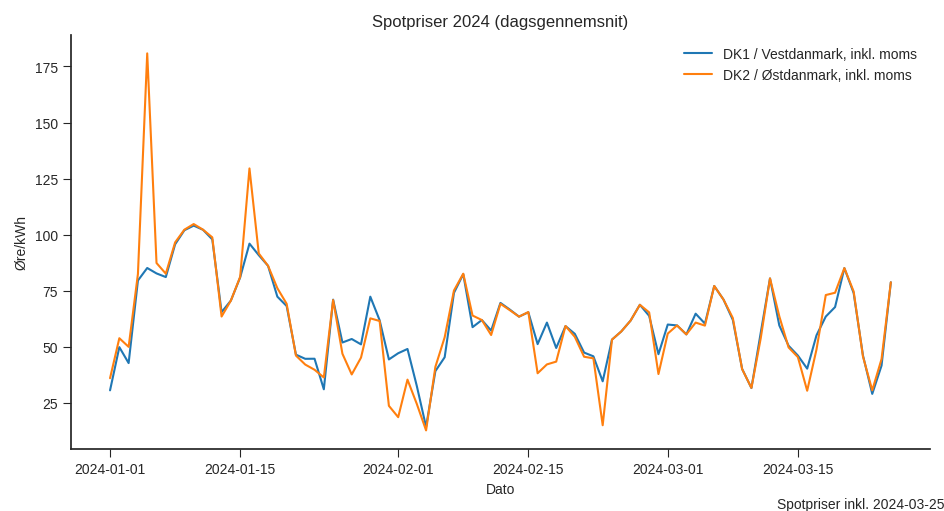 Spotpriser 2024 (dagsgennemsnit)
DK1 / Vestdanmark, inkl. moms
DK2 / Østdanmark, inkl. moms
175
150
125
100
75
50
25
Øre/kWh
2024-01-01
2024-01-15
2024-02-01
2024-02-15
2024-03-01
2024-03-15
Dato
Spotpriser inkl. 2024-03-25